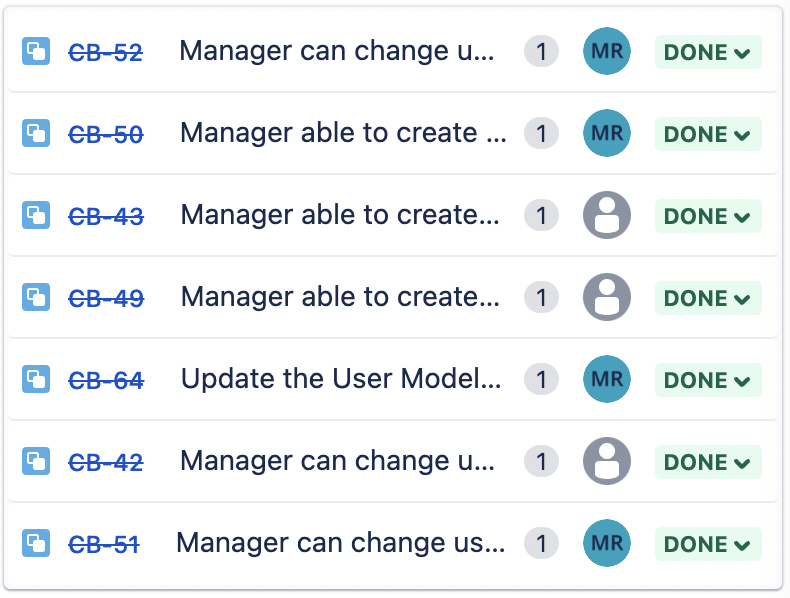 CB-52 Manager can change u... 1 MR DONE
CB-50 Manager able to create ... 1 MR DONE
CB-43 Manager able to create... 1 DONE
CB-49 Manager able to create... 1 DONE
CB-64 Update the User Model... 1 MR DONE
CB-42 Manager can change u... 1 DONE
CB-51 Manager can change us... 1 MR DONE